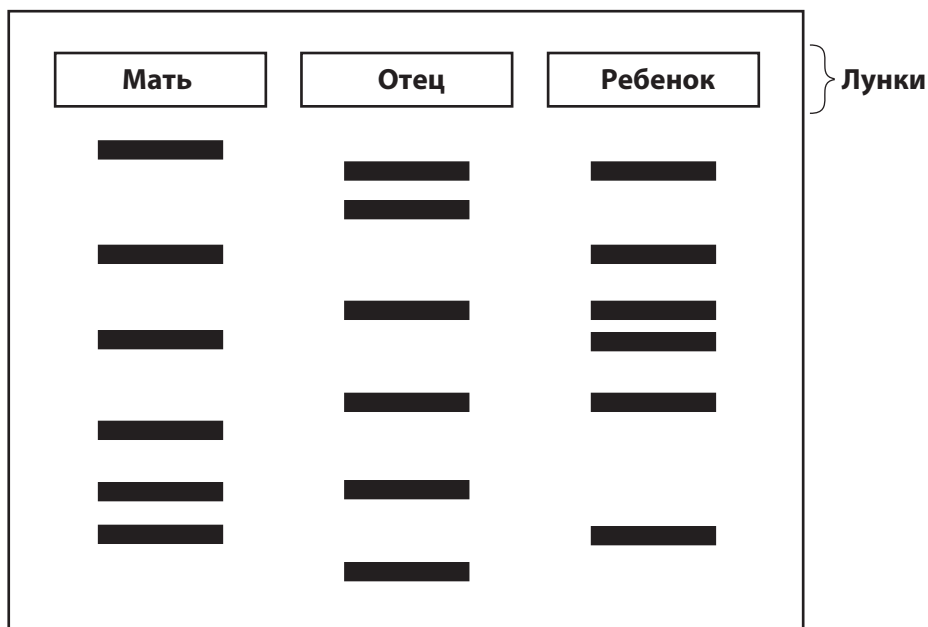 Мать
Отец
Ребенок
Лунки